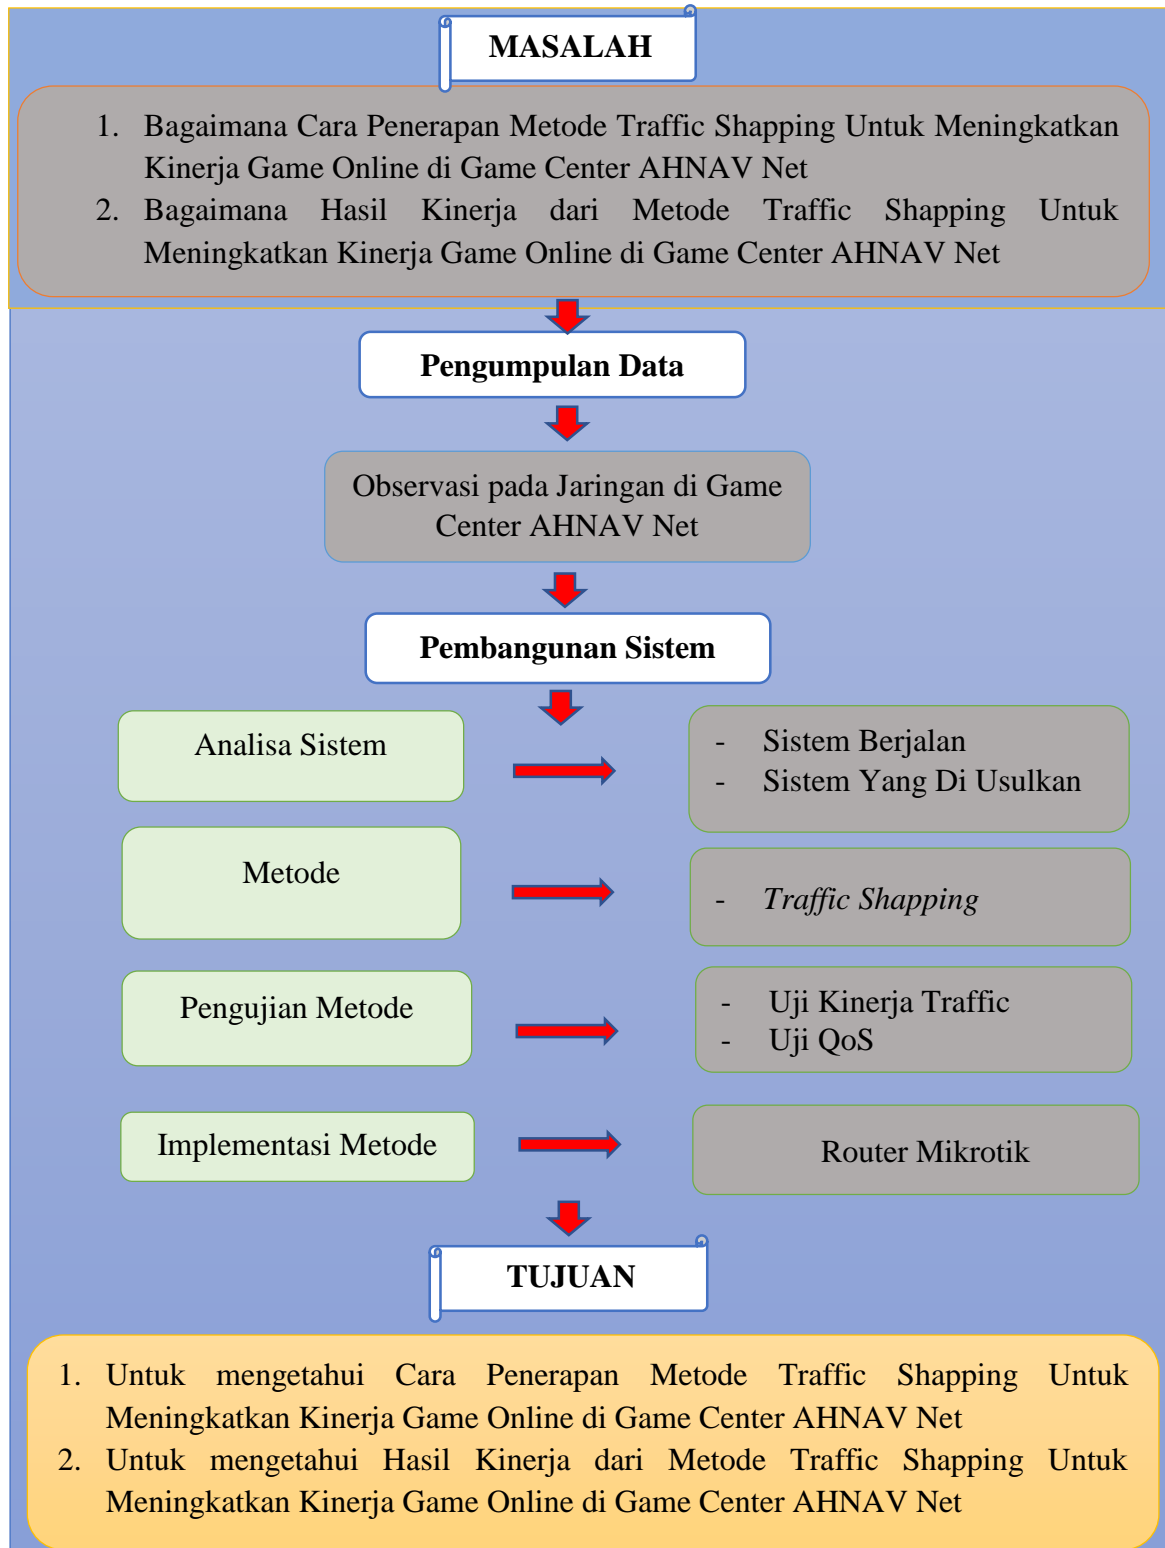 MASALAH
1. Bagaimana Cara Penerapan Metode Traffic Shapping Untuk Meningkatkan
Kinerja Game Online di Game Center AHNAV Net
2. Bagaimana Hasil Kinerja dari Metode Traffic Shapping Untuk
Meningkatkan Kinerja Game Online di Game Center AHNAV Net
Pengumpulan Data
Observasi pada Jaringan di Game
Center AHNAV Net
Pembangunan Sistem
Analisa Sistem
- Sistem Berjalan
- Sistem Yang Di Usulkan
Metode
- Traffic Shapping
Pengujian Metode
- Uji Kinerja Traffic
- Uji QoS
Implementasi Metode
Router Mikrotik
TUJUAN
1. Untuk mengetahui Cara Penerapan Metode Traffic Shapping Untuk
Meningkatkan Kinerja Game Online di Game Center AHNAV Net
2. Untuk mengetahui Hasil Kinerja dari Metode Traffic Shapping Untuk
Meningkatkan Kinerja Game Online di Game Center AHNAV Net